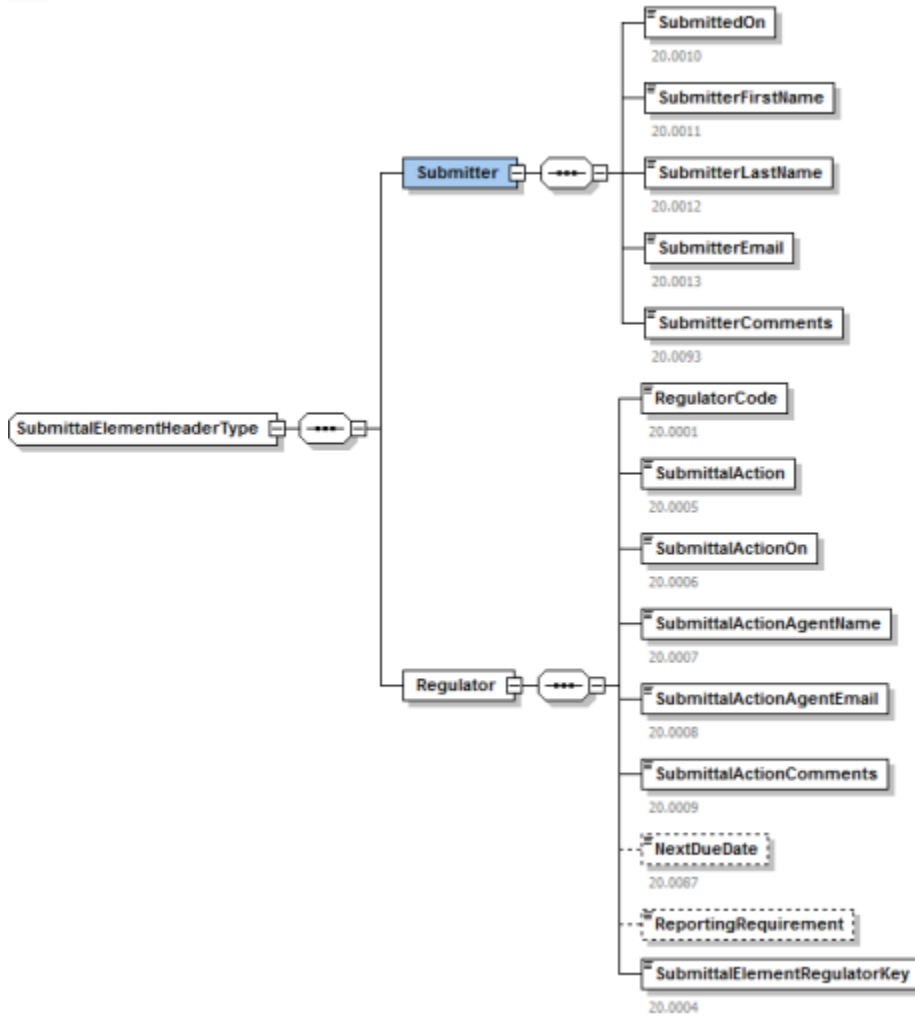 SubmittedOn
20.0010
SubmitterFirstName
20.0011
Submitter
SubmitterLastName
20.0012
SubmitterEmail
20.0013
SubmitterComments
20.0093
SubmittalElementHeaderType
RegulatorCode
20.0001
SubmittalAction
20.0005
SubmittalActionOn
20.0006
SubmittalActionAgentName
20.0007
Regulator
SubmittalActionAgentEmail
20.0008
SubmittalActionComments
20.0009
NextDueDate
20.0087
ReportingRequirement
SubmittalElementRegulatorKey
20.0004